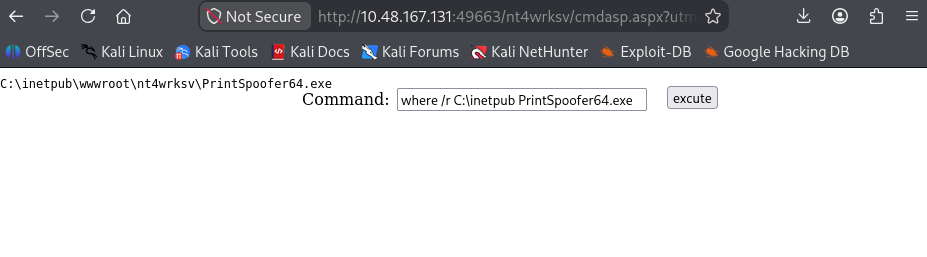 Not Secure http://10.48.167.131:49663/nt4wrksv/cmdasp.aspx?utm
OffSec Kali Linux Kali Tools Kali Docs Kali Forums Kali NetHunter Exploit-DB Google Hacking DB
C:\inetpub\wwwroot\nt4wrksv\PrintSpoofer64.exe
Command: where /r C:\inetpub PrintSpoofer64.exe excute